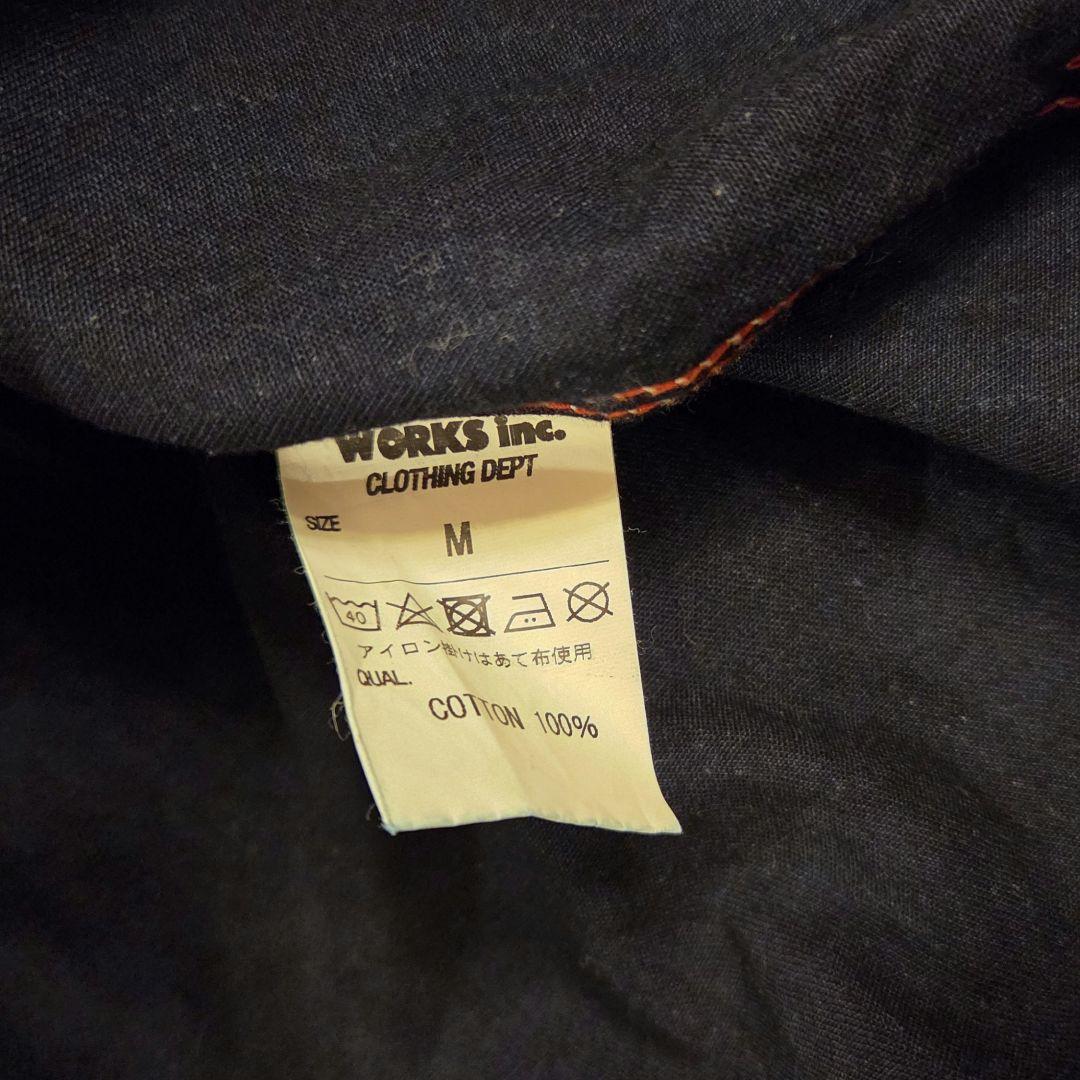 WORKS inc.
CLOTHING DEPT
SIZE
M
40
アイロン掛けはあて布使用
QUAL.
COTTON 100%